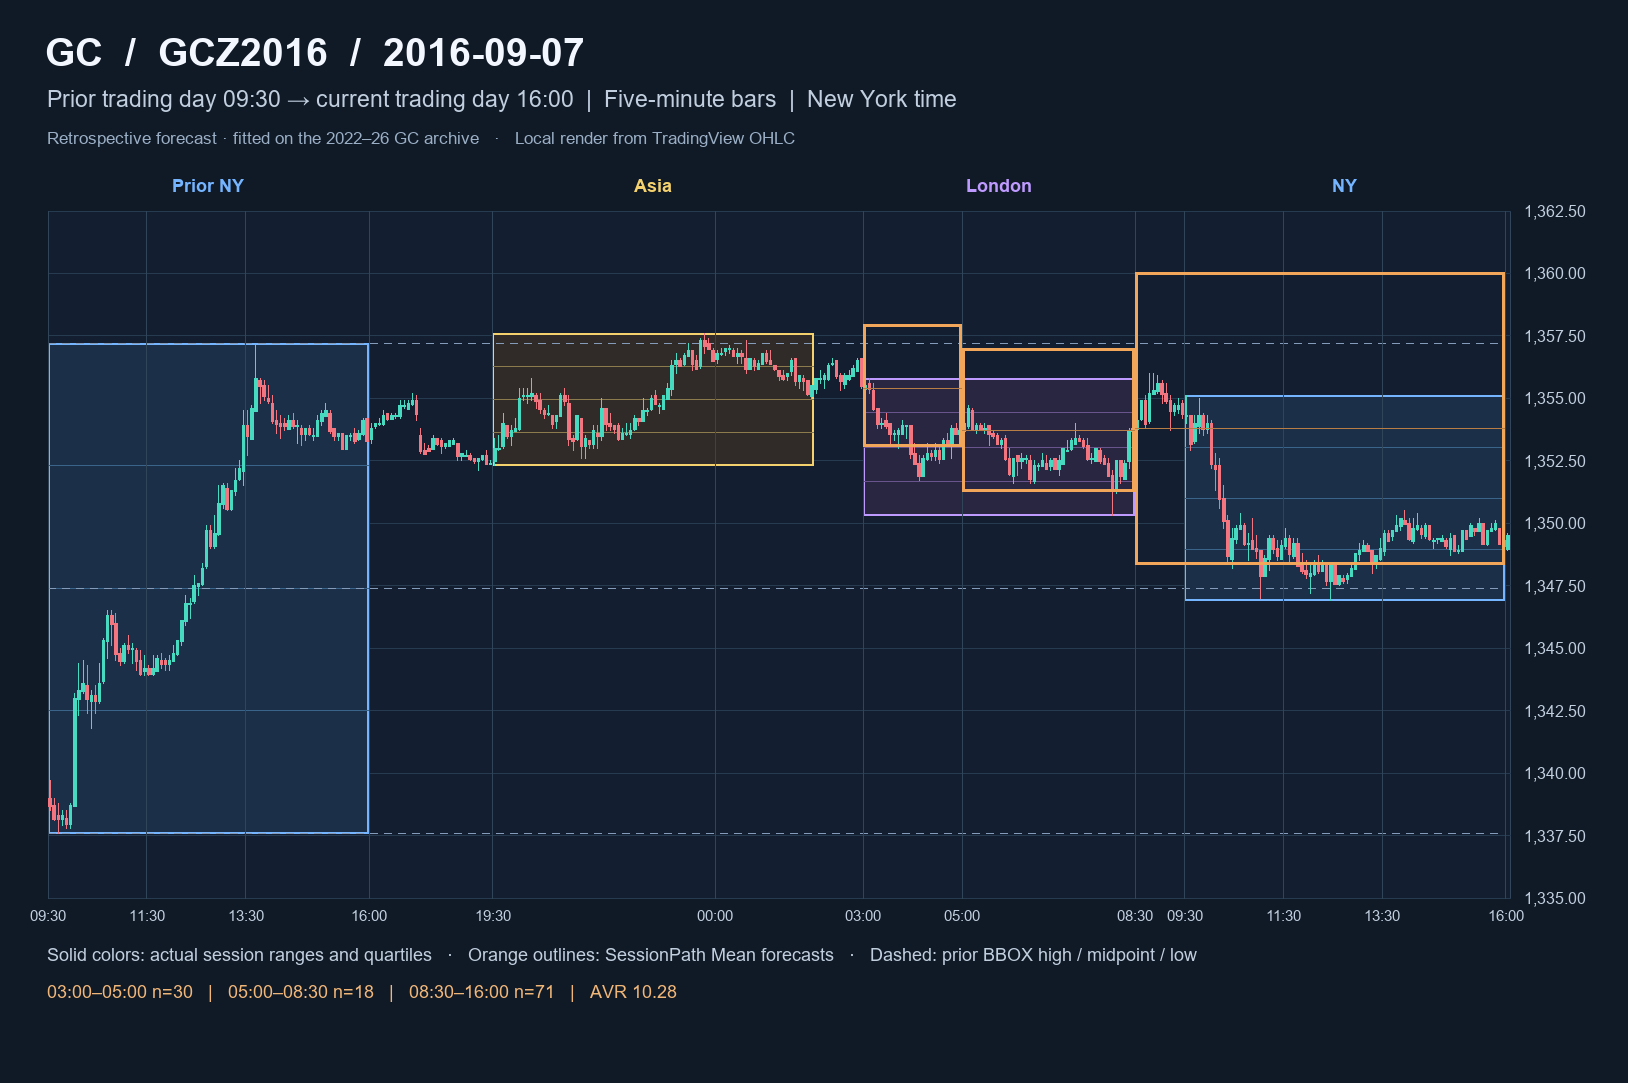 GC / GCZ2016 / 2016-09-07
Prior trading day 09:30 → current trading day 16:00 | Five-minute bars | New York time
Retrospective forecast · fitted on the 2022–26 GC archive · Local render from TradingView OHLC
Prior NY Asia London NY
1,362.50
1,360.00
1,357.50
1,355.00
1,352.50
1,350.00
1,347.50
1,345.00
1,342.50
1,340.00
1,337.50
1,335.00
09:30 11:30 13:30 16:00 19:30 00:00 03:00 05:00 08:30 09:30 11:30 13:30 16:00
Solid colors: actual session ranges and quartiles · Orange outlines: SessionPath Mean forecasts · Dashed: prior BBOX high / midpoint / low
03:00–05:00 n=30 | 05:00–08:30 n=18 | 08:30–16:00 n=71 | AVR 10.28